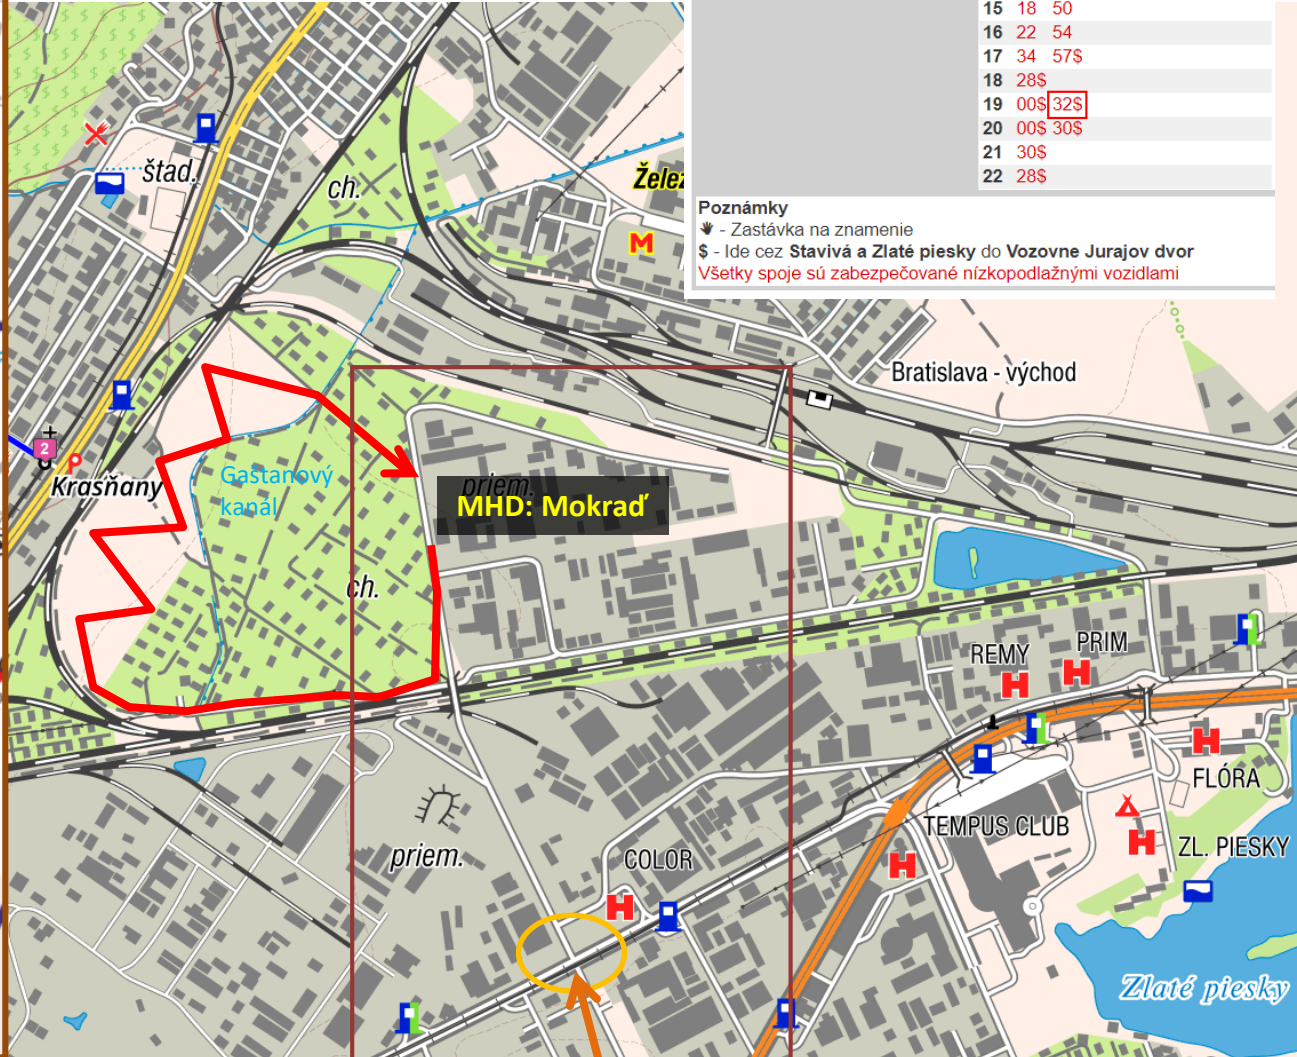 15 18 50
16 22 54
17 34 57$
18 28$
19 00$ 32$
20 00$ 30$
21 30$
22 28$
Poznámky
- Zastávka na znamenie
$ - Ide cez Stavivá a Zlaté piesky do Vozovne Jurajov dvor
Všetky spoje sú zabezpečované nízkopodlažnými vozidlami
štad.
ch.
Želez
M
Bratislava - východ
2
P
Krasňany
Gaštanový
kanál
priem.
MHD: Mokraď
ch.
REMY
PRIM
H
H
H
FLÓRA
TEMPUS CLUB
priem.
COLOR
H
H
H
ZL. PIESKY
Zlaté piesky